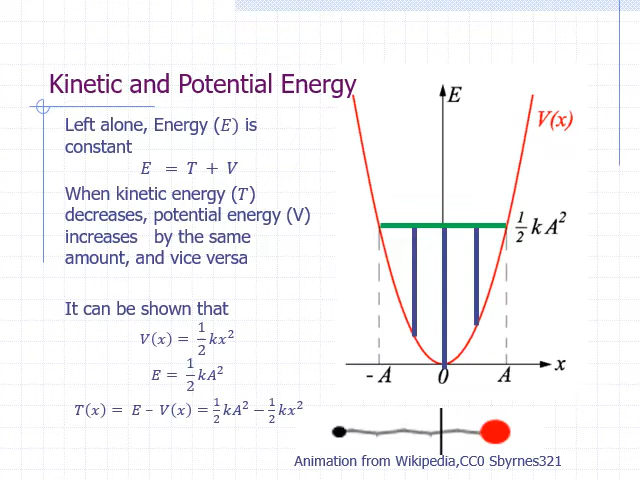 Kinetic and Potential Energy
Left alone, Energy (𝐸) is
constant
𝐸 = 𝑇 + 𝑉
When kinetic energy (𝑇)
decreases, potential energy (V)
increases by the same
amount, and vice versa
It can be shown that
𝑉(𝑥) = 1/2 𝑘𝑥²
𝐸 = 1/2 𝑘𝐴²
𝑇(𝑥) = 𝐸 − 𝑉(𝑥) = 1/2 𝑘𝐴² − 1/2 𝑘𝑥²
E
V(x)
1/2 k A²
- A 0 A x
Animation from Wikipedia,CC0 Sbyrnes321